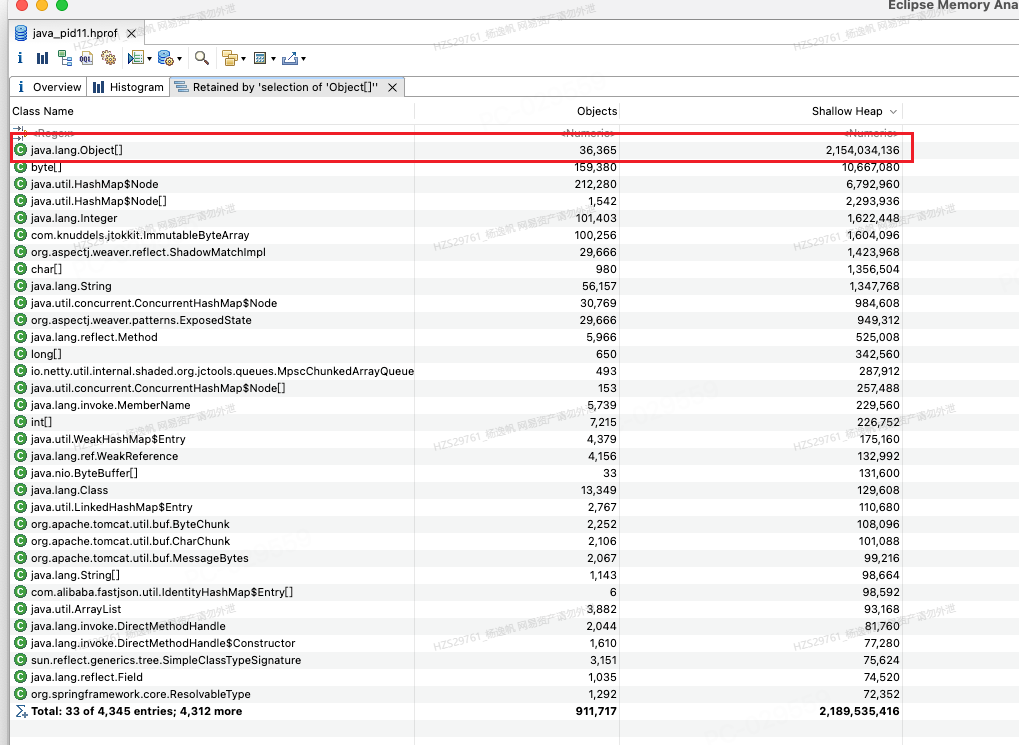 Eclipse Memory Ana
java_pid11.hprof
i OQL
i Overview Histogram Retained by 'selection of 'Object[]''
Class Name Objects Shallow Heap
<Regex> <Numeric> <Numeric>
java.lang.Object[] 36,365 2,154,034,136
byte[] 159,380 10,667,080
java.util.HashMap$Node 212,280 6,792,960
java.util.HashMap$Node[] 1,542 2,293,936
java.lang.Integer 101,403 1,622,448
com.knuddels.jtokkit.ImmutableByteArray 100,256 1,604,096
org.aspectj.weaver.reflect.ShadowMatchImpl 29,666 1,423,968
char[] 980 1,356,504
java.lang.String 56,157 1,347,768
java.util.concurrent.ConcurrentHashMap$Node 30,769 984,608
org.aspectj.weaver.patterns.ExposedState 29,666 949,312
java.lang.reflect.Method 5,966 525,008
long[] 650 342,560
io.netty.util.internal.shaded.org.jctools.queues.MpscChunkedArrayQueue 493 287,912
java.util.concurrent.ConcurrentHashMap$Node[] 153 257,488
java.lang.invoke.MemberName 5,739 229,560
int[] 7,215 226,752
java.util.WeakHashMap$Entry 4,379 175,160
java.lang.ref.WeakReference 4,156 132,992
java.nio.ByteBuffer[] 33 131,600
java.lang.Class 13,349 129,608
java.util.LinkedHashMap$Entry 2,767 110,680
org.apache.tomcat.util.buf.ByteChunk 2,252 108,096
org.apache.tomcat.util.buf.CharChunk 2,106 101,088
org.apache.tomcat.util.buf.MessageBytes 2,067 99,216
java.lang.String[] 1,143 98,664
com.alibaba.fastjson.util.IdentityHashMap$Entry[] 6 98,592
java.util.ArrayList 3,882 93,168
java.lang.invoke.DirectMethodHandle 2,044 81,760
java.lang.invoke.DirectMethodHandle$Constructor 1,610 77,280
sun.reflect.generics.tree.SimpleClassTypeSignature 3,151 75,624
java.lang.reflect.Field 1,035 74,520
org.springframework.core.ResolvableType 1,292 72,352
Total: 33 of 4,345 entries; 4,312 more 911,717 2,189,535,416